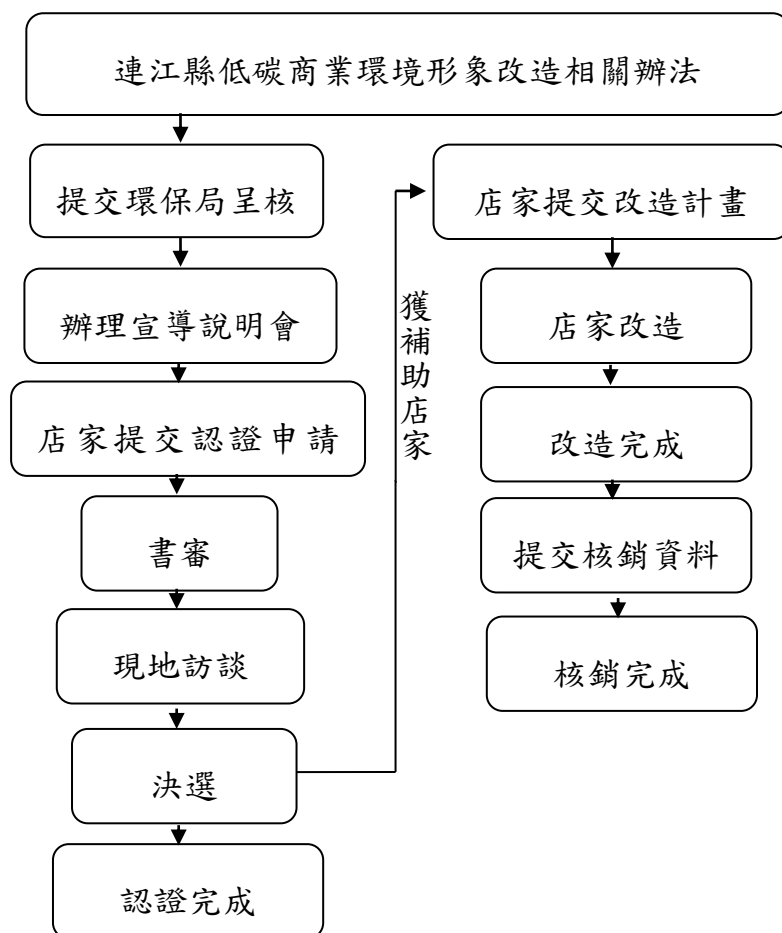 連江縣低碳商業環境形象改造相關辦法
提交環保局呈核
辦理宣導說明會
店家提交認證申請
書審
現地訪談
決選
認證完成
獲補助店家
店家提交改造計畫
店家改造
改造完成
提交核銷資料
核銷完成